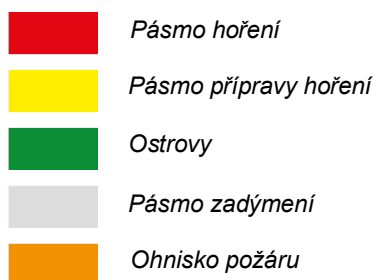 Pásmo hoření
Pásmo přípravy hoření
Ostrovy
Pásmo zadýmení
Ohnisko požáru